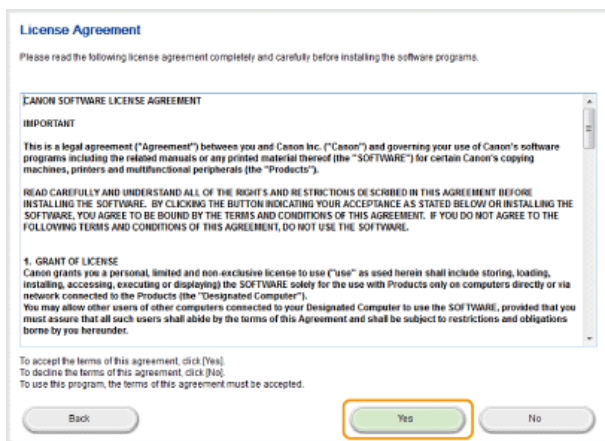 License Agreement
Please read the following license agreement completely and carefully before installing the software programs.
CANON SOFTWARE LICENSE AGREEMENT
IMPORTANT
This is a legal agreement ("Agreement") between you and Canon Inc. ("Canon") and governing your use of Canon's software
programs including the related manuals or any printed material thereof (the "SOFTWARE") for certain Canon's copying
machines, printers and multifunctional peripherals (the "Products").
READ CAREFULLY AND UNDERSTAND ALL OF THE RIGHTS AND RESTRICTIONS DESCRIBED IN THIS AGREEMENT BEFORE
INSTALLING THE SOFTWARE. BY CLICKING THE BUTTON INDICATING YOUR ACCEPTANCE AS STATED BELOW OR INSTALLING THE
SOFTWARE, YOU AGREE TO BE BOUND BY THE TERMS AND CONDITIONS OF THIS AGREEMENT. IF YOU DO NOT AGREE TO THE
FOLLOWING TERMS AND CONDITIONS OF THIS AGREEMENT, DO NOT USE THE SOFTWARE.
1. GRANT OF LICENSE
Canon grants you a personal, limited and non-exclusive license to use ("use" as used herein shall include storing, loading,
installing, accessing, executing or displaying) the SOFTWARE solely for the use with Products only on computers directly or via
network connected to the Products (the "Designated Computer").
You may allow other users of other computers connected to your Designated Computer to use the SOFTWARE, provided that you
must assure that all such users shall abide by the terms of this Agreement and shall be subject to restrictions and obligations
borne by you hereunder.
To accept the terms of this agreement, click [Yes].
To decline the terms of this agreement, click [No].
To use this program, the terms of this agreement must be accepted.
Back Yes No